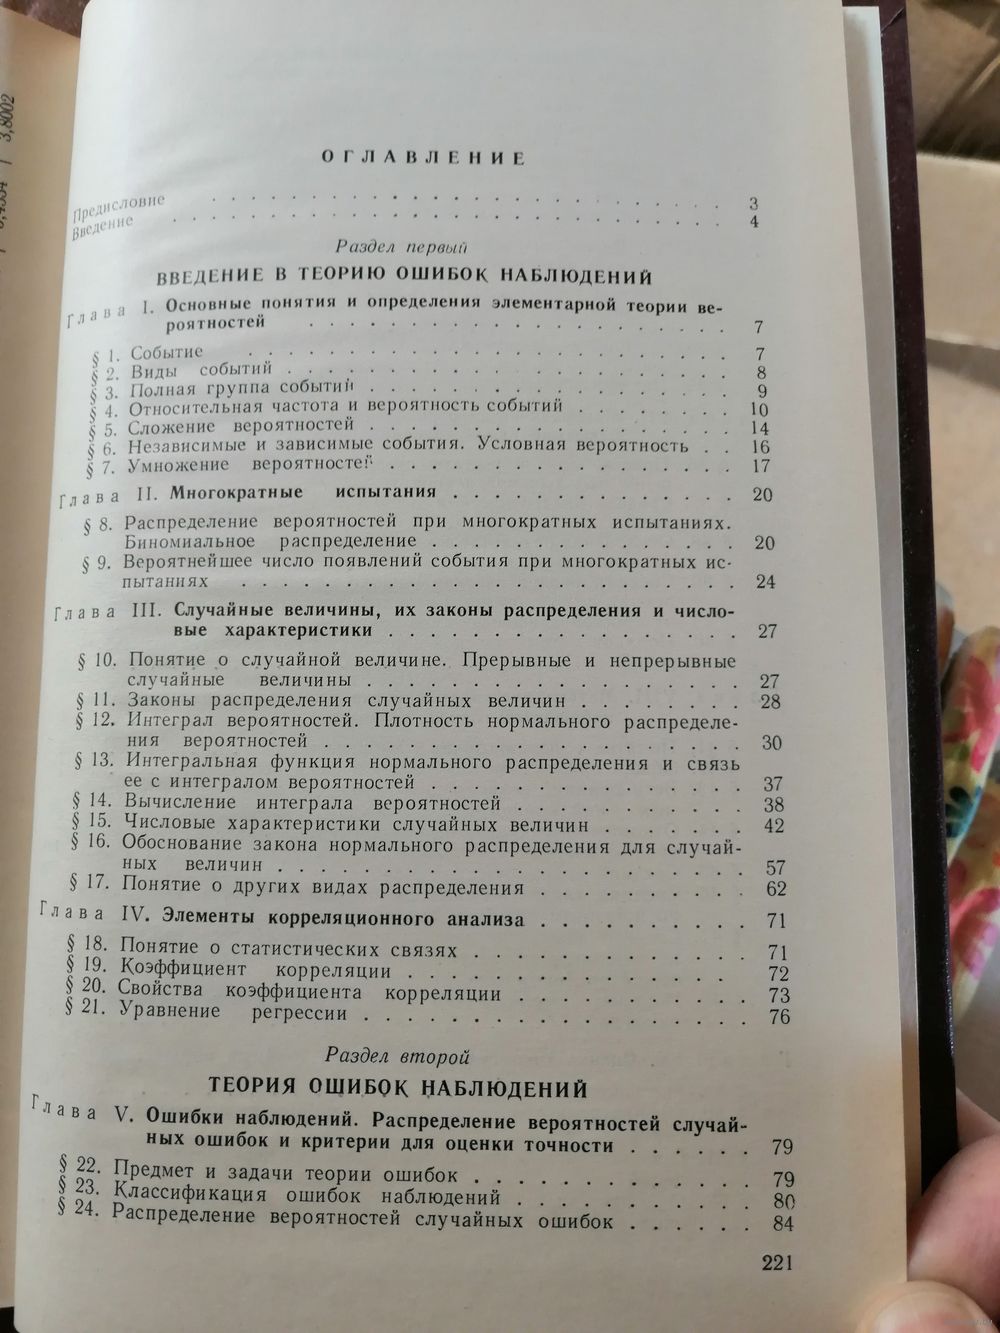 3,8002
ОГЛАВЛЕНИЕ
Предисловие . . . . . . . . . . . . . . . . . . . . 3
Введение . . . . . . . . . . . . . . . . . . . . 4
Раздел первый
ВВЕДЕНИЕ В ТЕОРИЮ ОШИБОК НАБЛЮДЕНИЙ
Глава I. Основные понятия и определения элементарной теории ве-
роятностей . . . . . . . . . . . . . . . . 7
§ 1. Событие . . . . . . . . . . . . . . . . . 7
§ 2. Виды событий . . . . . . . . . . . . . . . . 8
§ 3. Полная группа событий . . . . . . . . . . . . . 9
§ 4. Относительная частота и вероятность событий . . . . . . . . 10
§ 5. Сложение вероятностей . . . . . . . . . . . . . 14
§ 6. Независимые и зависимые события. Условная вероятность . . 16
§ 7. Умножение вероятностей . . . . . . . . . . . . . 17
Глава II. Многократные испытания . . . . . . . . . . . . . 20
§ 8. Распределение вероятностей при многократных испытаниях.
Биномиальное распределение . . . . . . . . . . . . . 20
§ 9. Вероятнейшее число появлений события при многократных ис-
пытаниях . . . . . . . . . . . . . . . . . 24
Глава III. Случайные величины, их законы распределения и число-
вые характеристики . . . . . . . . . . . . . . 27
§ 10. Понятие о случайной величине. Прерывные и непрерывные
случайные величины . . . . . . . . . . . . . . 27
§ 11. Законы распределения случайных величин . . . . . . . 28
§ 12. Интеграл вероятностей. Плотность нормального распределе-
ния вероятностей . . . . . . . . . . . . . . . 30
§ 13. Интегральная функция нормального распределения и связь
ее с интегралом вероятностей . . . . . . . . . . . . 37
§ 14. Вычисление интеграла вероятностей . . . . . . . . . 38
§ 15. Числовые характеристики случайных величин . . . . . . . 42
§ 16. Обоснование закона нормального распределения для случай-
ных величин . . . . . . . . . . . . . . . . 57
§ 17. Понятие о других видах распределения . . . . . . . . . 62
Глава IV. Элементы корреляционного анализа . . . . . . . . . 71
§ 18. Понятие о статистических связях . . . . . . . . . . 71
§ 19. Коэффициент корреляции . . . . . . . . . . . . 72
§ 20. Свойства коэффициента корреляции . . . . . . . . . 73
§ 21. Уравнение регрессии . . . . . . . . . . . . . . 76
Раздел второй
ТЕОРИЯ ОШИБОК НАБЛЮДЕНИЙ
Глава V. Ошибки наблюдений. Распределение вероятностей случай-
ных ошибок и критерии для оценки точности . . . . . . 79
§ 22. Предмет и задачи теории ошибок . . . . . . . . . . . 79
§ 23. Классификация ошибок наблюдений . . . . . . . . . 80
§ 24. Распределение вероятностей случайных ошибок . . . . . . 84
221